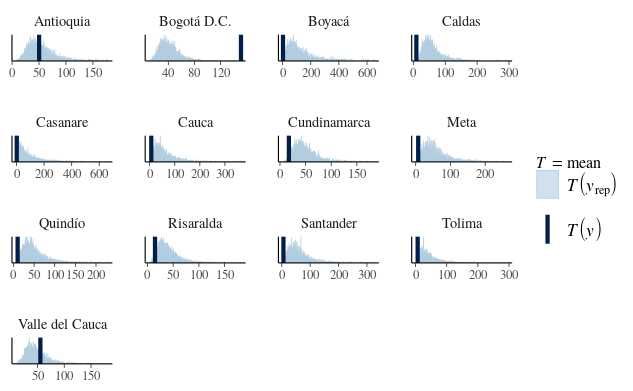 Antioquia
0 50 100 150
Bogotá D.C.
40 80 120
Boyacá
0 200 400 600
Caldas
0 100 200 300
Casanare
0 200 400 600
Cauca
0 100 200 300
Cundinamarca
0 50 100 150
Meta
0 100 200
Quindío
0 50 100 150 200
Risaralda
0 50 100 150
Santander
0 100 200 300
Tolima
0 100 200 300
Valle del Cauca
50 100 150
T = mean
T(yrep)
T(y)